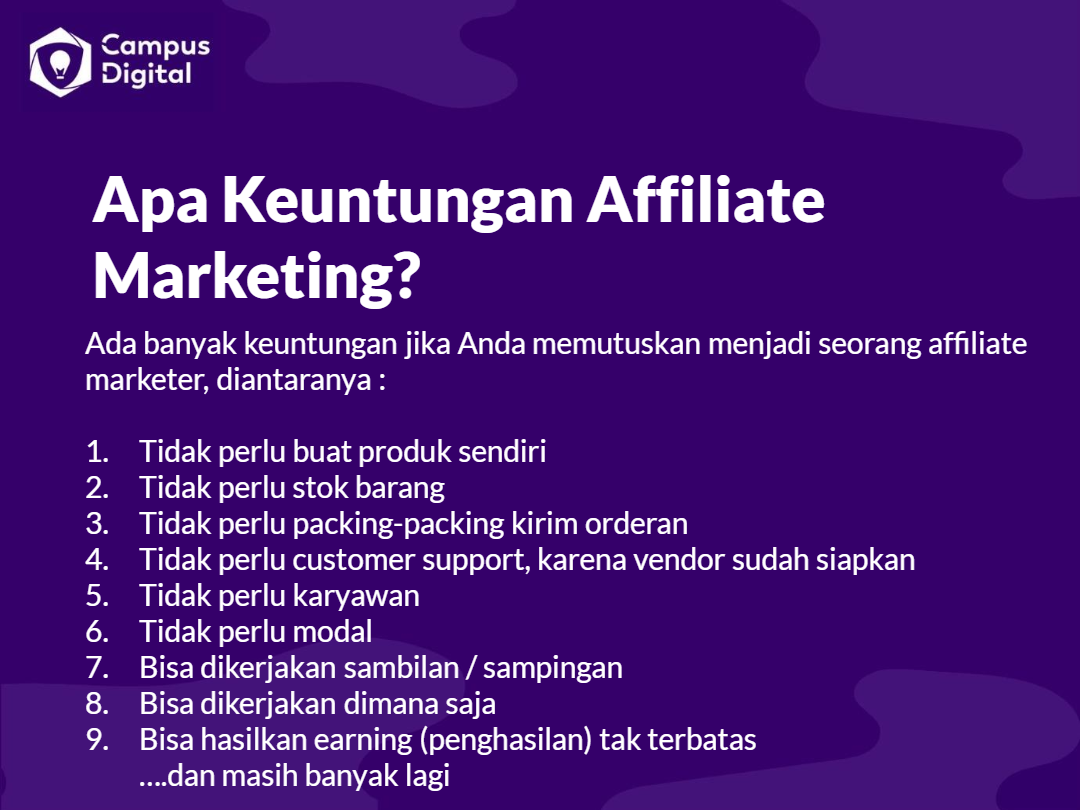 Campus
Digital
Apa Keuntungan Affiliate
Marketing?
Ada banyak keuntungan jika Anda memutuskan menjadi seorang affiliate
marketer, diantaranya :
1. Tidak perlu buat produk sendiri
2. Tidak perlu stok barang
3. Tidak perlu packing-packing kirim orderan
4. Tidak perlu customer support, karena vendor sudah siapkan
5. Tidak perlu karyawan
6. Tidak perlu modal
7. Bisa dikerjakan sambilan / sampingan
8. Bisa dikerjakan dimana saja
9. Bisa hasilkan earning (penghasilan) tak terbatas
....dan masih banyak lagi